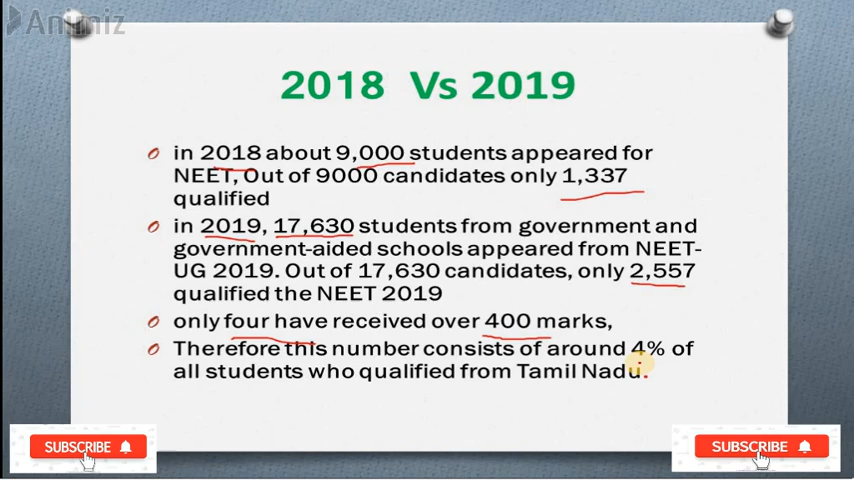 Animiz
2018 Vs 2019
in 2018 about 9,000 students appeared for
NEET, Out of 9000 candidates only 1,337
qualified
in 2019, 17,630 students from government and
government-aided schools appeared from NEET-
UG 2019. Out of 17,630 candidates, only 2,557
qualified the NEET 2019
only four have received over 400 marks,
Therefore this number consists of around 4% of
all students who qualified from Tamil Nadu.
SUBSCRIBE
SUBSCRIBE